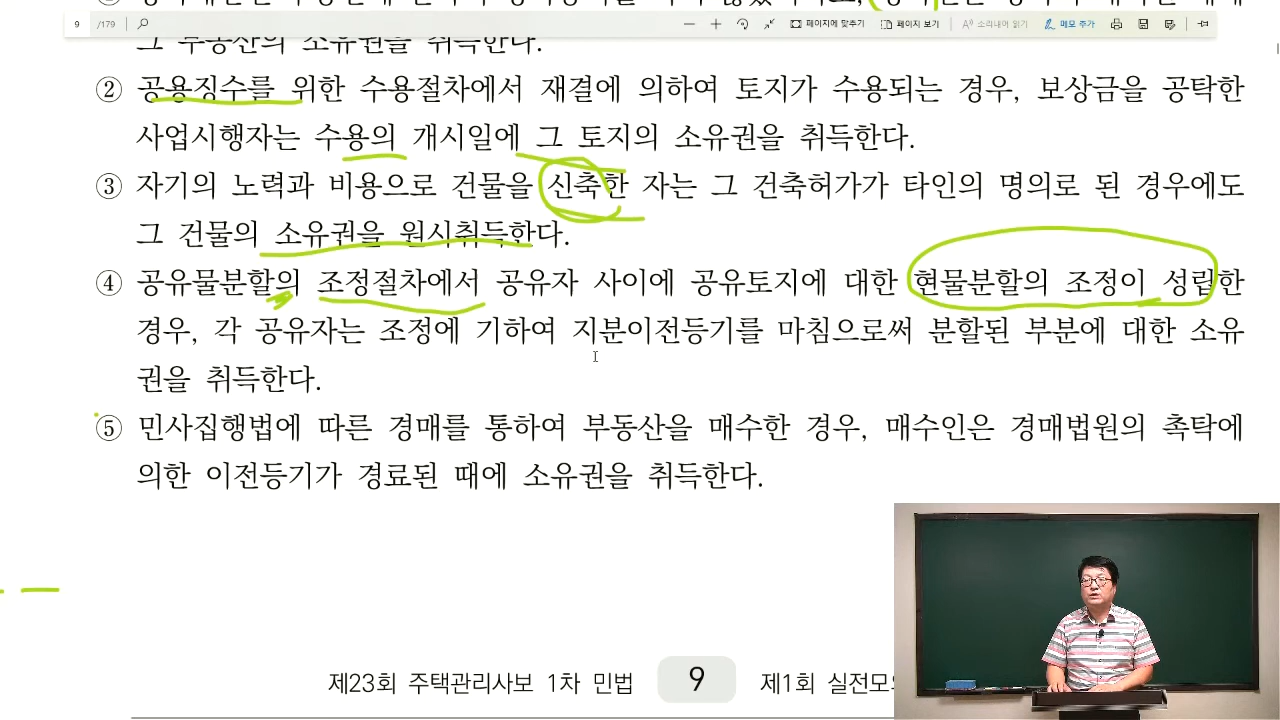 9 /179 페이지에 맞추기 페이지 보기 소리내어 읽기 메모 추가
그 부동산의 소유권을 취득한다.
② 공용징수를 위한 수용절차에서 재결에 의하여 토지가 수용되는 경우, 보상금을 공탁한
사업시행자는 수용의 개시일에 그 토지의 소유권을 취득한다.
③ 자기의 노력과 비용으로 건물을 신축한 자는 그 건축허가가 타인의 명의로 된 경우에도
그 건물의 소유권을 원시취득한다.
④ 공유물분할의 조정절차에서 공유자 사이에 공유토지에 대한 현물분할의 조정이 성립한
경우, 각 공유자는 조정에 기하여 지분이전등기를 마침으로써 분할된 부분에 대한 소유
권을 취득한다.
⑤ 민사집행법에 따른 경매를 통하여 부동산을 매수한 경우, 매수인은 경매법원의 촉탁에
의한 이전등기가 경료된 때에 소유권을 취득한다.
제23회 주택관리사보 1차 민법 9 제1회 실전모